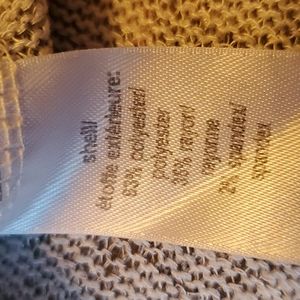 shell/
étoffe extérieure:
63% polyester/
polyester
35% rayon/
rayonne
2% spandex/
spandex